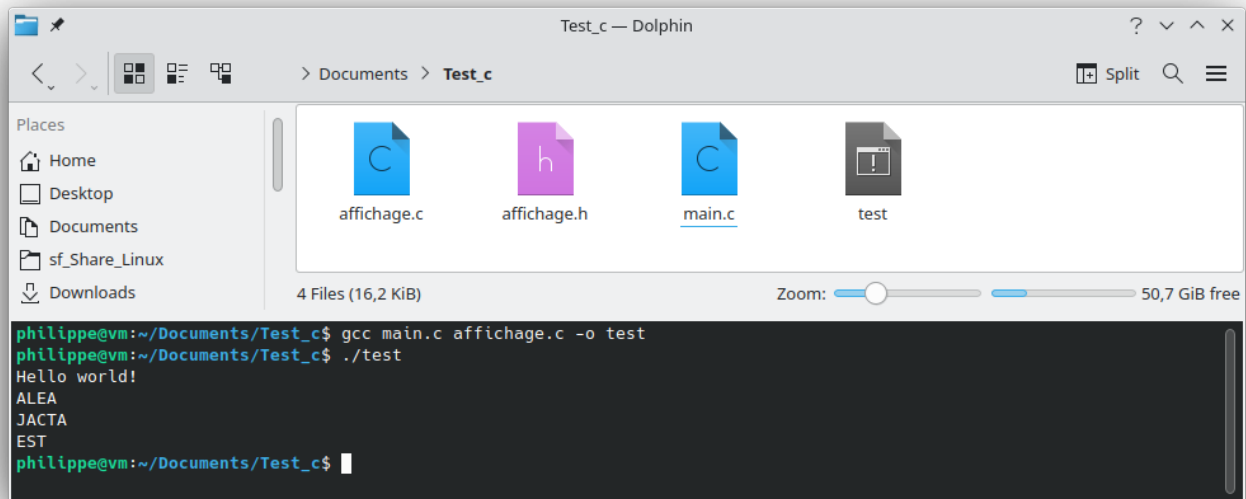 Test_c — Dolphin
Documents > Test_c
Split
Places
Home
Desktop
Documents
sf_Share_Linux
Downloads
affichage.c
affichage.h
main.c
test
4 Files (16,2 KiB)
Zoom:
50,7 GiB free
philippe@vm:~/Documents/Test_c$ gcc main.c affichage.c -o test
philippe@vm:~/Documents/Test_c$ ./test
Hello world!
ALEA
JACTA
EST
philippe@vm:~/Documents/Test_c$